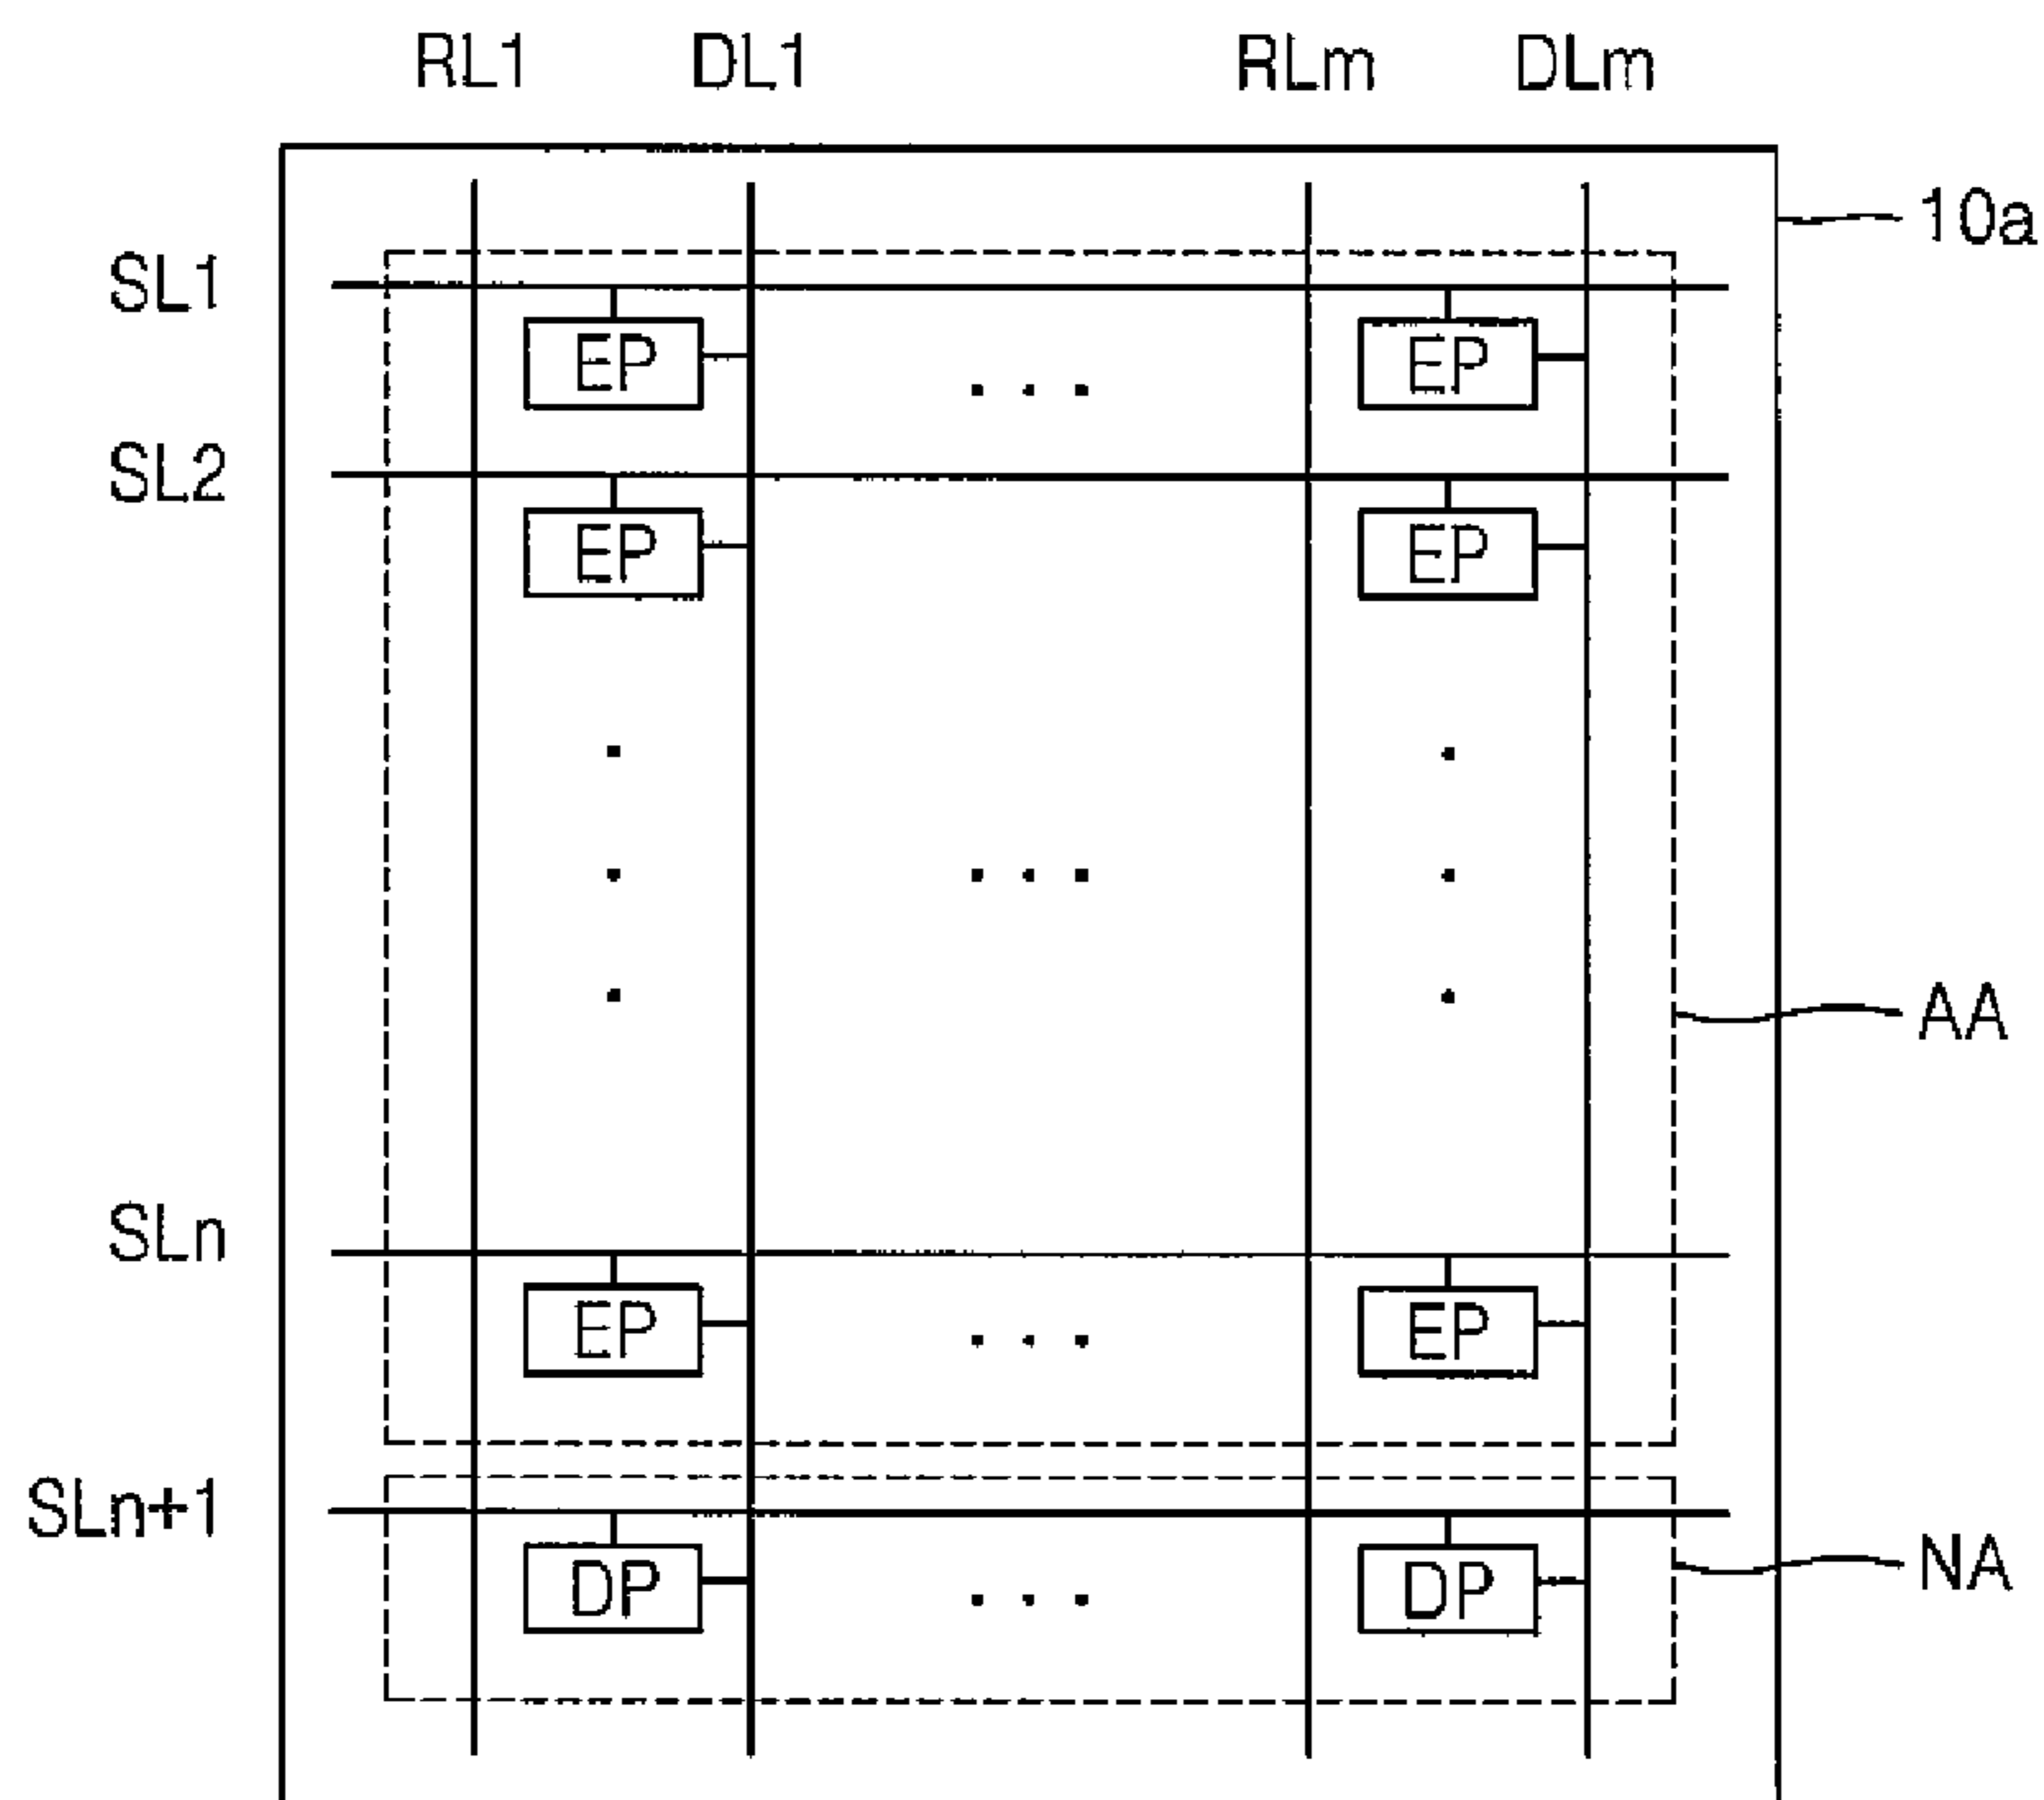 RL1 DL1 RLm DLm
10a
SL1
EP ... EP
SL2
EP EP
...
AA
SLn
EP ... EP
SLn+1
DP ... DP
NA